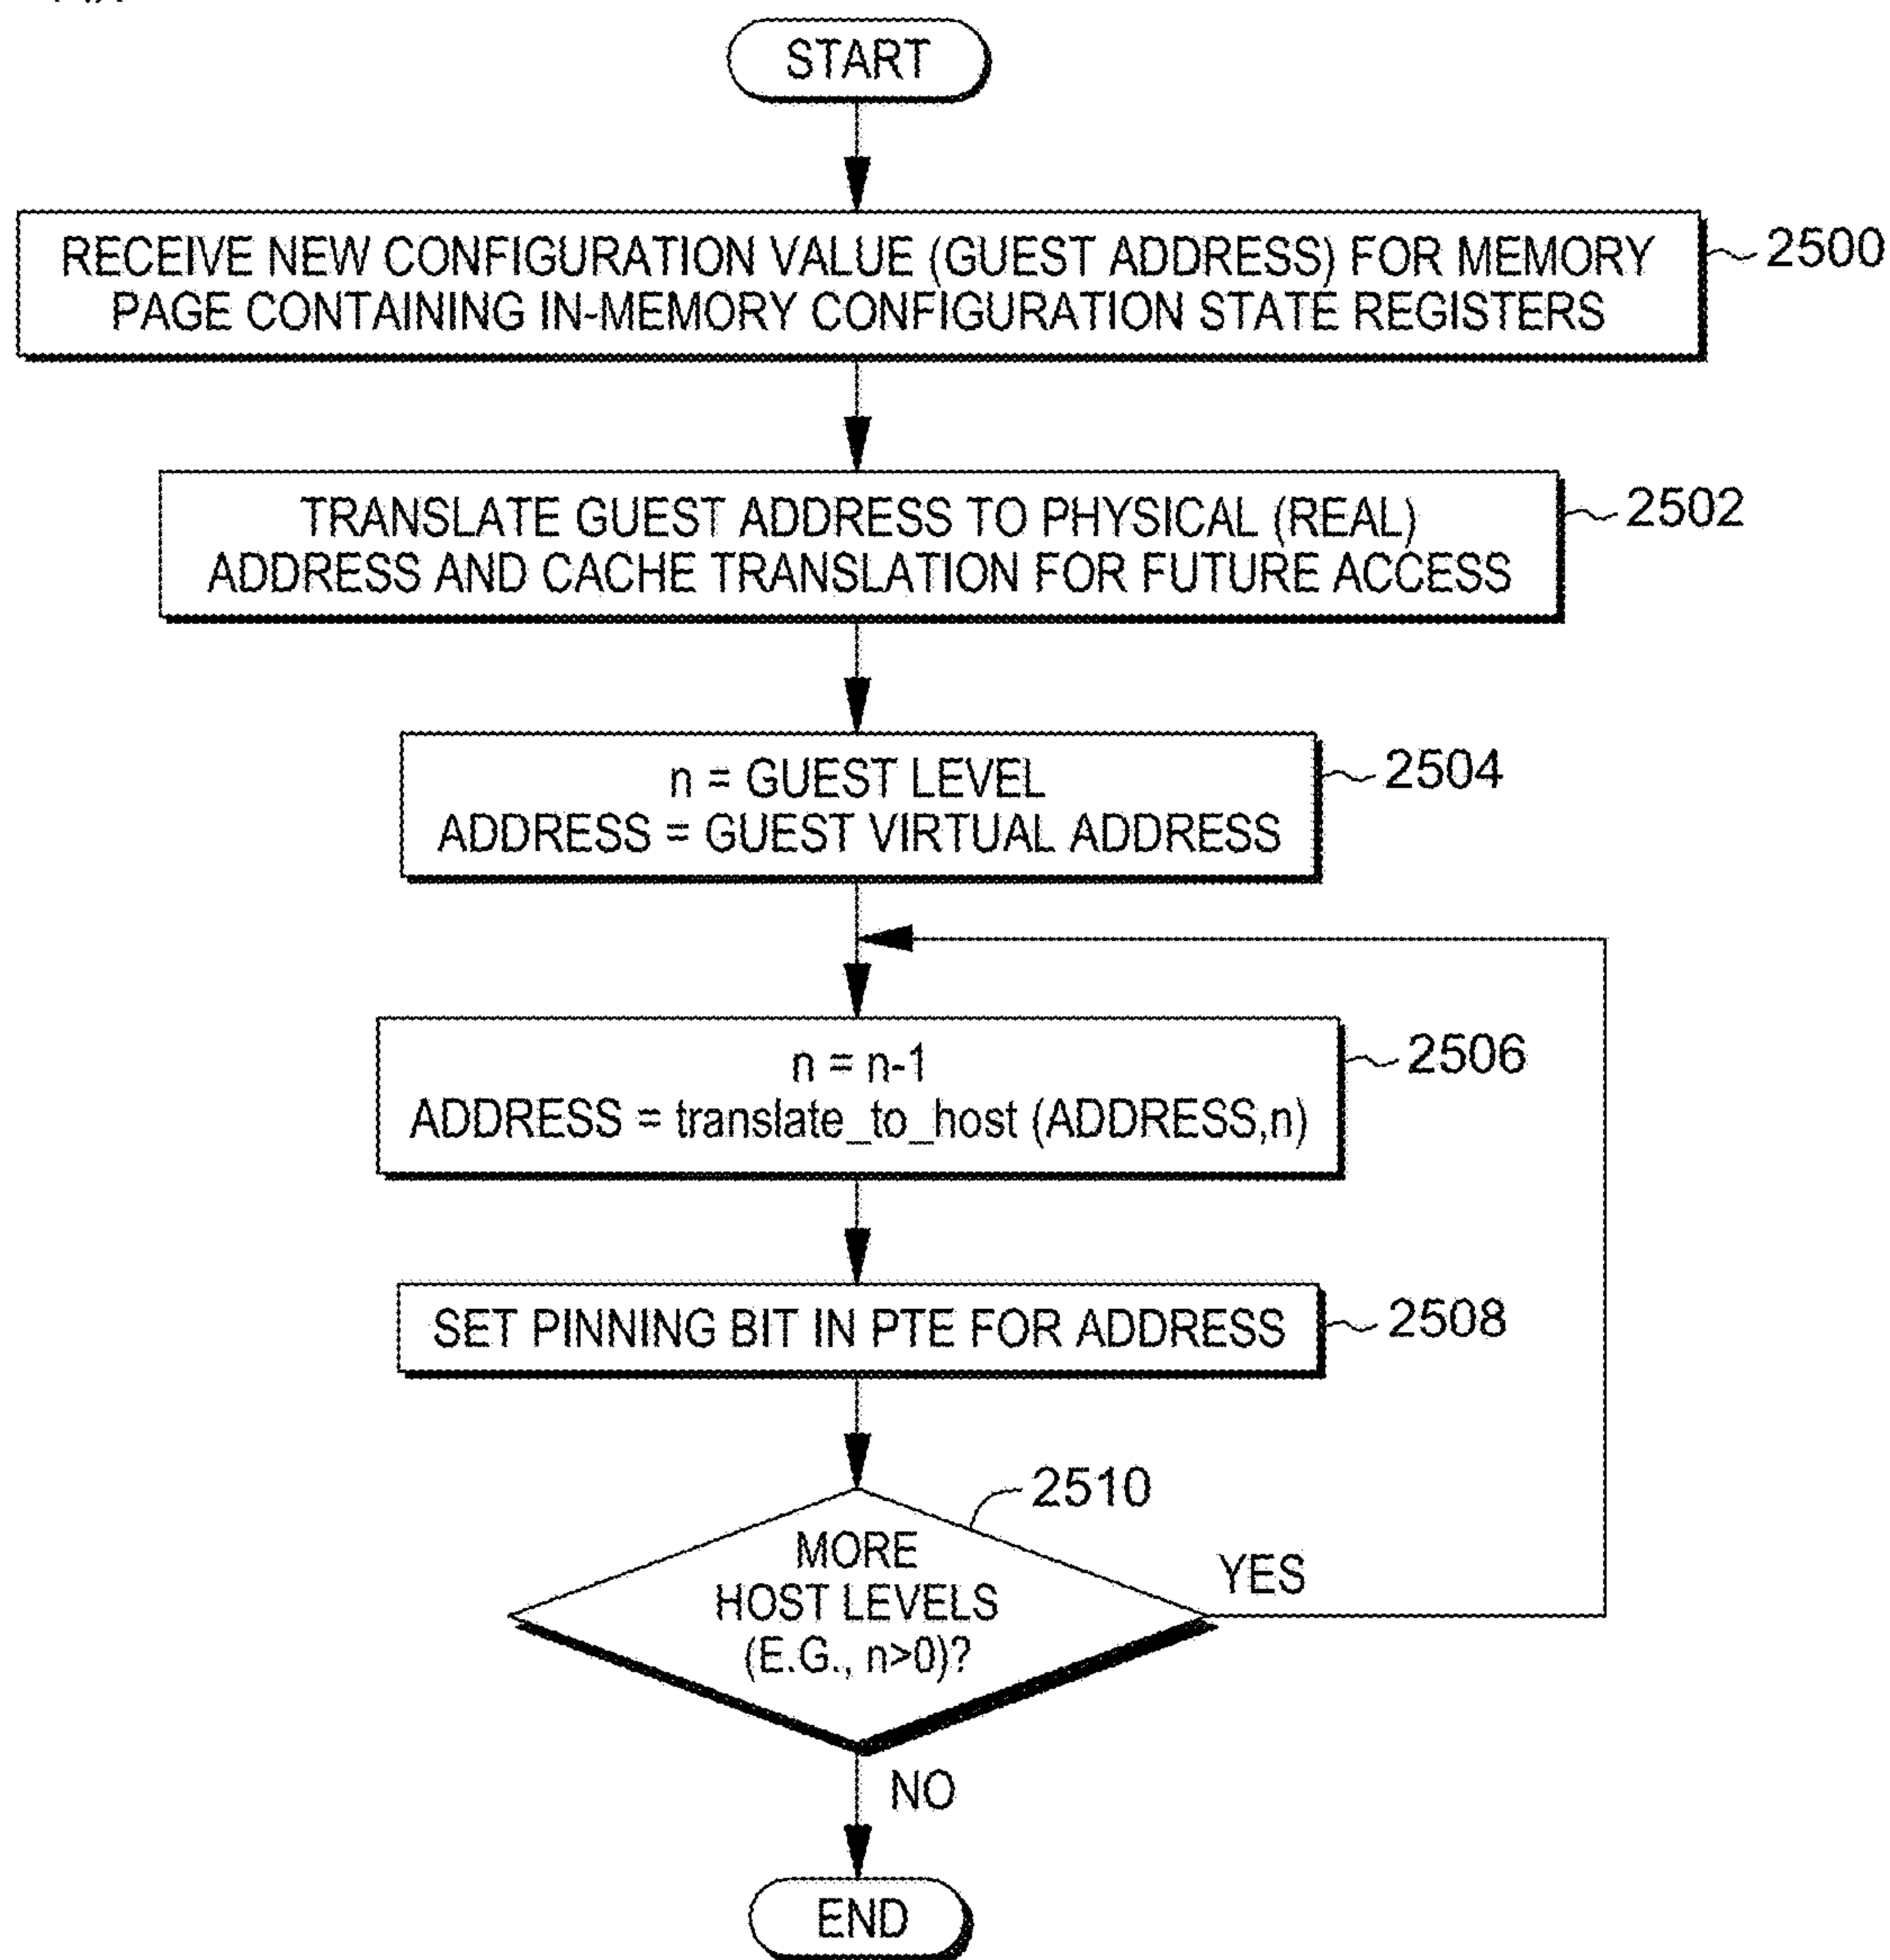 START
RECEIVE NEW CONFIGURATION VALUE (GUEST ADDRESS) FOR MEMORY
PAGE CONTAINING IN-MEMORY CONFIGURATION STATE REGISTERS
2500
TRANSLATE GUEST ADDRESS TO PHYSICAL (REAL)
ADDRESS AND CACHE TRANSLATION FOR FUTURE ACCESS
2502
n = GUEST LEVEL
ADDRESS = GUEST VIRTUAL ADDRESS
2504
n = n-1
ADDRESS = translate_to_host (ADDRESS,n)
2506
SET PINNING BIT IN PTE FOR ADDRESS
2508
2510
MORE
HOST LEVELS
(E.G., n>0)?
YES
NO
END